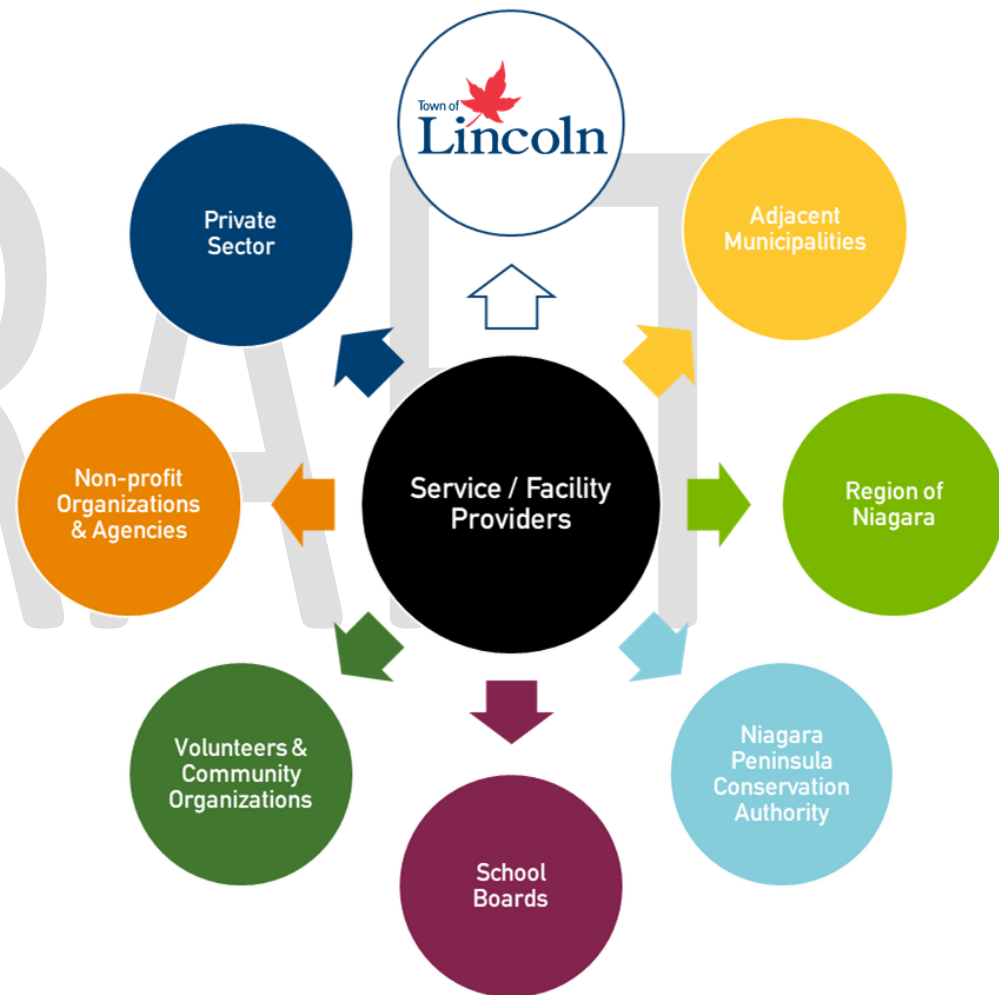 Town of
Lincoln
Adjacent
Municipalities
Region of
Niagara
Niagara
Peninsula
Conservation
Authority
School
Boards
Volunteers &
Community
Organizations
Non-profit
Organizations
& Agencies
Private
Sector
Service / Facility
Providers
RAFT